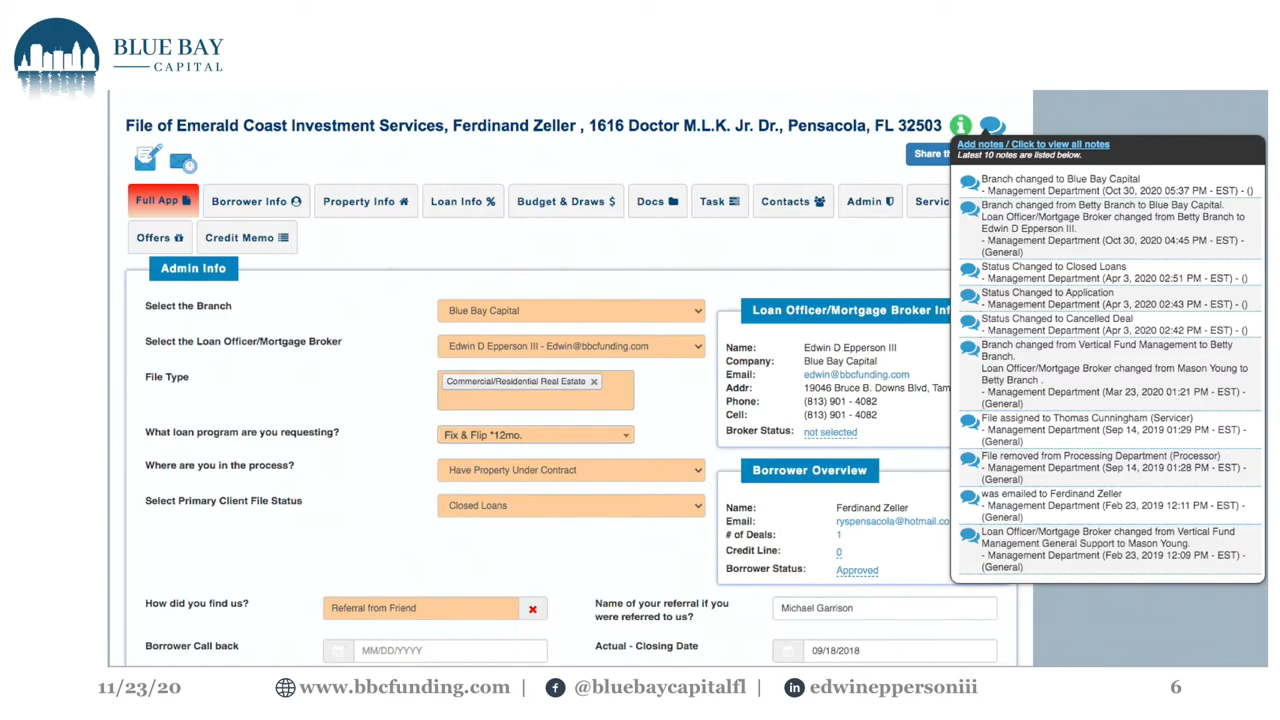 BLUE BAY
CAPITAL
File of Emerald Coast Investment Services, Ferdinand Zeller , 1616 Doctor M.L.K. Jr. Dr., Pensacola, FL 32503
Share th
Full App
Borrower Info
Property Info
Loan Info %
Budget & Draws $
Docs
Task
Contacts
Admin
Servic
Offers
Credit Memo
Admin Info
Select the Branch
Blue Bay Capital
Select the Loan Officer/Mortgage Broker
Edwin D Epperson III - Edwin@bbcfunding.com
File Type
Commercial/Residential Real Estate
What loan program are you requesting?
Fix & Flip *12mo.
Where are you in the process?
Have Property Under Contract
Select Primary Client File Status
Closed Loans
How did you find us?
Referral from Friend
Borrower Call back
MM/DD/YYYY
Loan Officer/Mortgage Broker Inf
Name: Edwin D Epperson III
Company: Blue Bay Capital
Email: edwin@bbcfunding.com
Addr: 19046 Bruce B. Downs Blvd, Tam
Phone: (813) 901 - 4082
Cell: (813) 901 - 4082
Broker Status: not selected
Borrower Overview
Name: Ferdinand Zeller
Email: ryspensacola@hotmail.co
# of Deals: 1
Credit Line: 0
Borrower Status: Approved
Name of your referral if you
were referred to us?
Michael Garrison
Actual - Closing Date
09/18/2018
Add notes / Click to view all notes
Latest 10 notes are listed below.
Branch changed to Blue Bay Capital
- Management Department (Oct 30, 2020 05:37 PM - EST) - ()
Branch changed from Betty Branch to Blue Bay Capital.
Loan Officer/Mortgage Broker changed from Betty Branch to
Edwin D Epperson III.
- Management Department (Oct 30, 2020 04:45 PM - EST) -
(General)
Status Changed to Closed Loans
- Management Department (Apr 3, 2020 02:51 PM - EST) - ()
Status Changed to Application
- Management Department (Apr 3, 2020 02:43 PM - EST) - ()
Status Changed to Cancelled Deal
- Management Department (Apr 3, 2020 02:42 PM - EST) - ()
Branch changed from Vertical Fund Management to Betty
Branch.
Loan Officer/Mortgage Broker changed from Mason Young to
Betty Branch .
- Management Department (Mar 23, 2020 01:21 PM - EST) -
(General)
File assigned to Thomas Cunningham (Servicer)
- Management Department (Sep 14, 2019 01:29 PM - EST) -
(General)
File removed from Processing Department (Processor)
- Management Department (Sep 14, 2019 01:28 PM - EST) -
(General)
was emailed to Ferdinand Zeller
- Management Department (Feb 23, 2019 12:11 PM - EST) -
(General)
Loan Officer/Mortgage Broker changed from Vertical Fund
Management General Support to Mason Young.
- Management Department (Feb 23, 2019 12:09 PM - EST) -
(General)
11/23/20
www.bbcfunding.com | @bluebaycapitalfl | edwineppersoniii
6